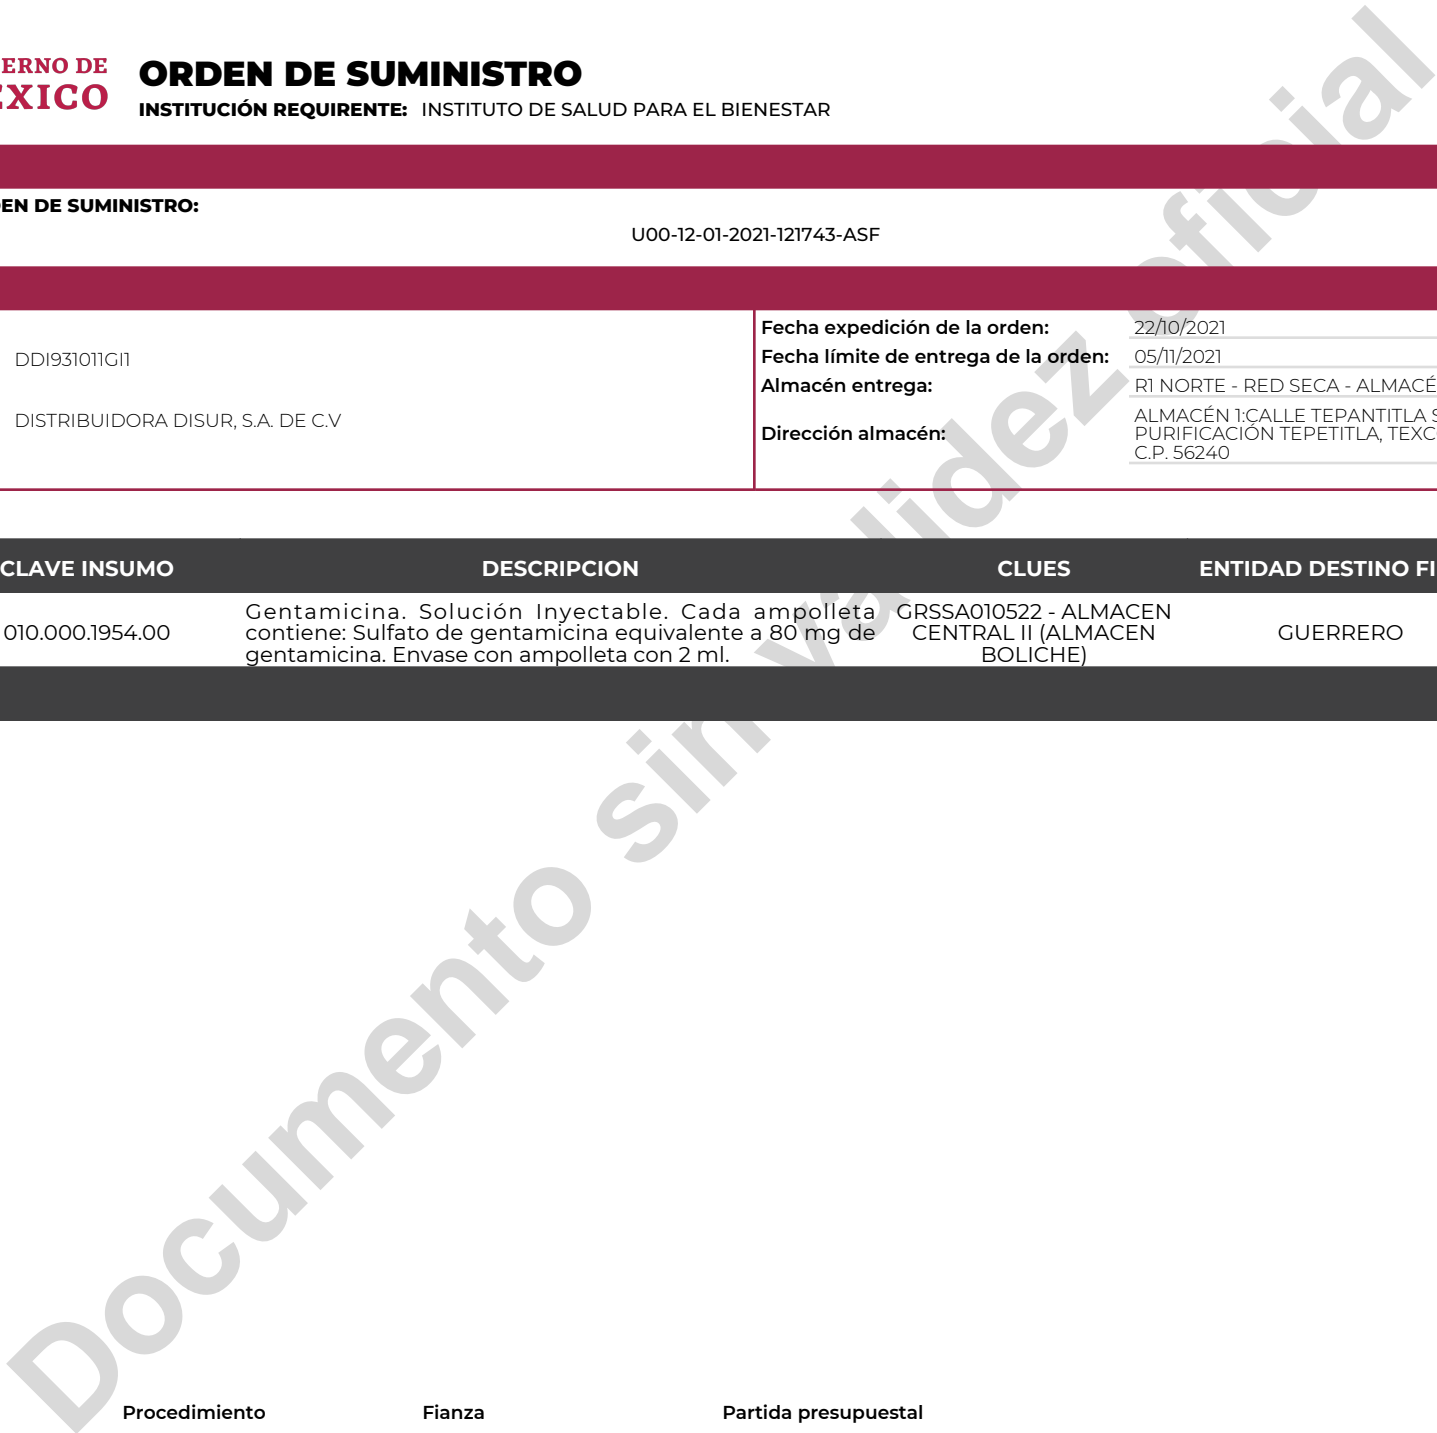 ERNO DE
ORDEN DE SUMINISTRO
XICO
INSTITUCIÓN REQUIRENTE: INSTITUTO DE SALUD PARA EL BIENESTAR
EN DE SUMINISTRO:
U00-12-01-2021-121743-ASF
DDI931011GI1
DISTRIBUIDORA DISUR, S.A. DE C.V
Fecha expedición de la orden: 22/10/2021
Fecha límite de entrega de la orden: 05/11/2021
Almacén entrega: R1 NORTE - RED SECA - ALMACÉ
Dirección almacén: ALMACÉN 1:CALLE TEPANTITLA S
PURIFICACIÓN TEPETITLA, TEXC
C.P. 56240
CLAVE INSUMO DESCRIPCION CLUES ENTIDAD DESTINO FI
010.000.1954.00
Gentamicina. Solución Inyectable. Cada ampolleta
contiene: Sulfato de gentamicina equivalente a 80 mg de
gentamicina. Envase con ampolleta con 2 ml.
GRSSA010522 - ALMACEN
CENTRAL II (ALMACEN
BOLICHE)
GUERRERO
Documento sin validez oficial
Procedimiento Fianza Partida presupuestal